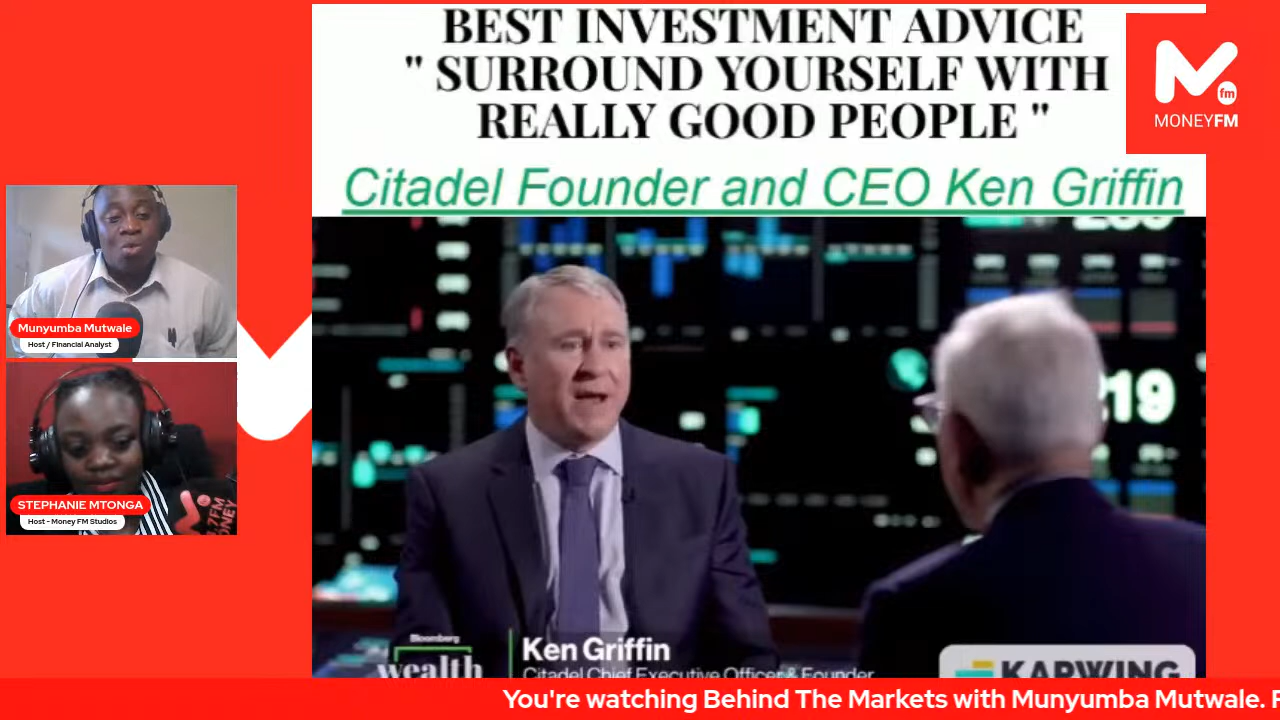 BEST INVESTMENT ADVICE
" SURROUND YOURSELF WITH
REALLY GOOD PEOPLE "
Citadel Founder and CEO Ken Griffin
fm
MONEYFM
Munyumba Mutwale
Host / Financial Analyst
STEPHANIE MTONGA
Host - Money FM Studios
219
Bloomberg
wealth
Ken Griffin
Citadel Chief Executive Officer & Founder
KAPWING
You're watching Behind The Markets with Munyumba Mutwale.